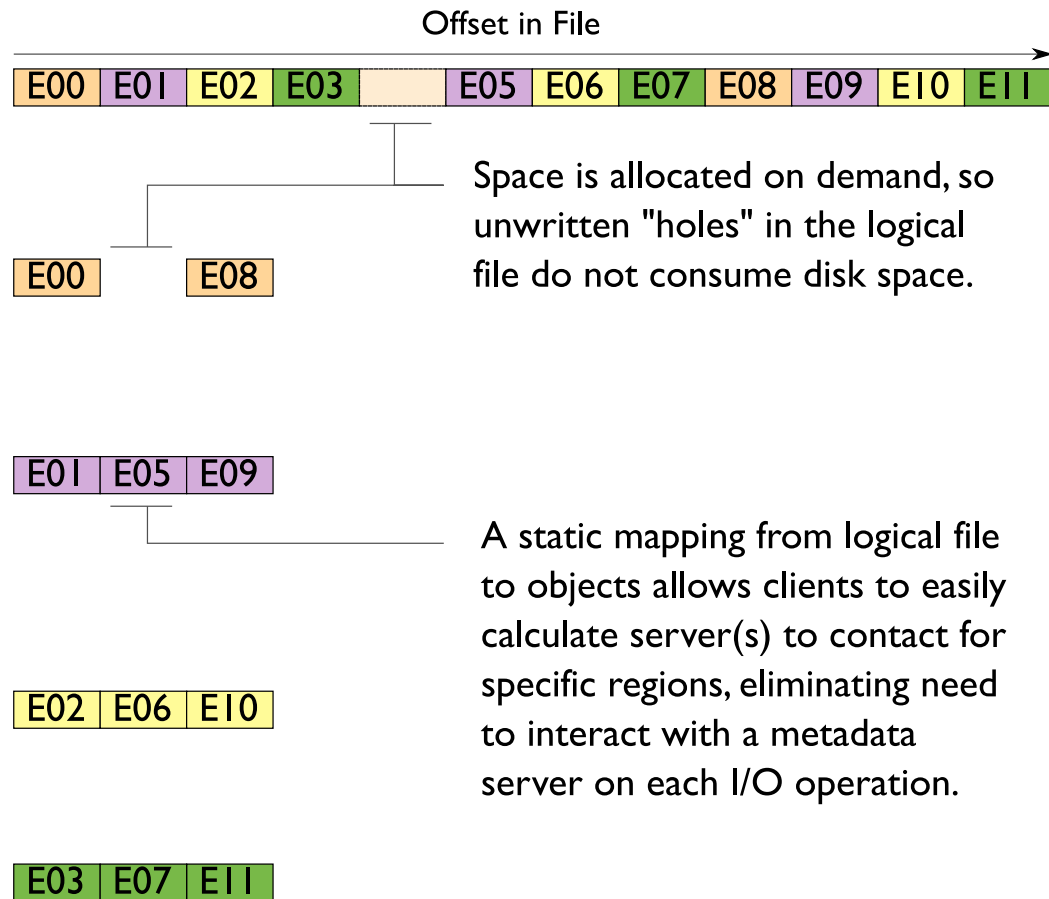 Offset in File
E00 E01 E02 E03 E05 E06 E07 E08 E09 E10 E11
Space is allocated on demand, so
unwritten "holes" in the logical
file do not consume disk space.
E00 E08
E01 E05 E09
A static mapping from logical file
to objects allows clients to easily
calculate server(s) to contact for
specific regions, eliminating need
to interact with a metadata
server on each I/O operation.
E02 E06 E10
E03 E07 E11